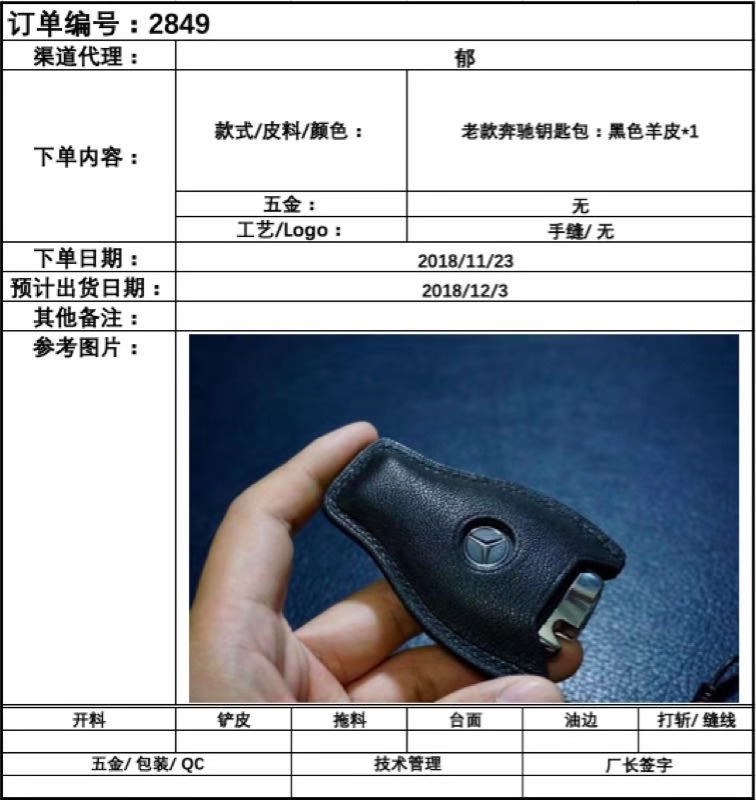 订单编号：2849
渠道代理： 郁
下单内容： 款式/皮料/颜色： 老款奔驰钥匙包：黑色羊皮*1
五金： 无
工艺/Logo： 手缝/ 无
下单日期： 2018/11/23
预计出货日期： 2018/12/3
其他备注：
参考图片：
开料 铲皮 拖料 台面 油边 打斩/ 缝线
五金/ 包装/ QC 技术管理 厂长签字